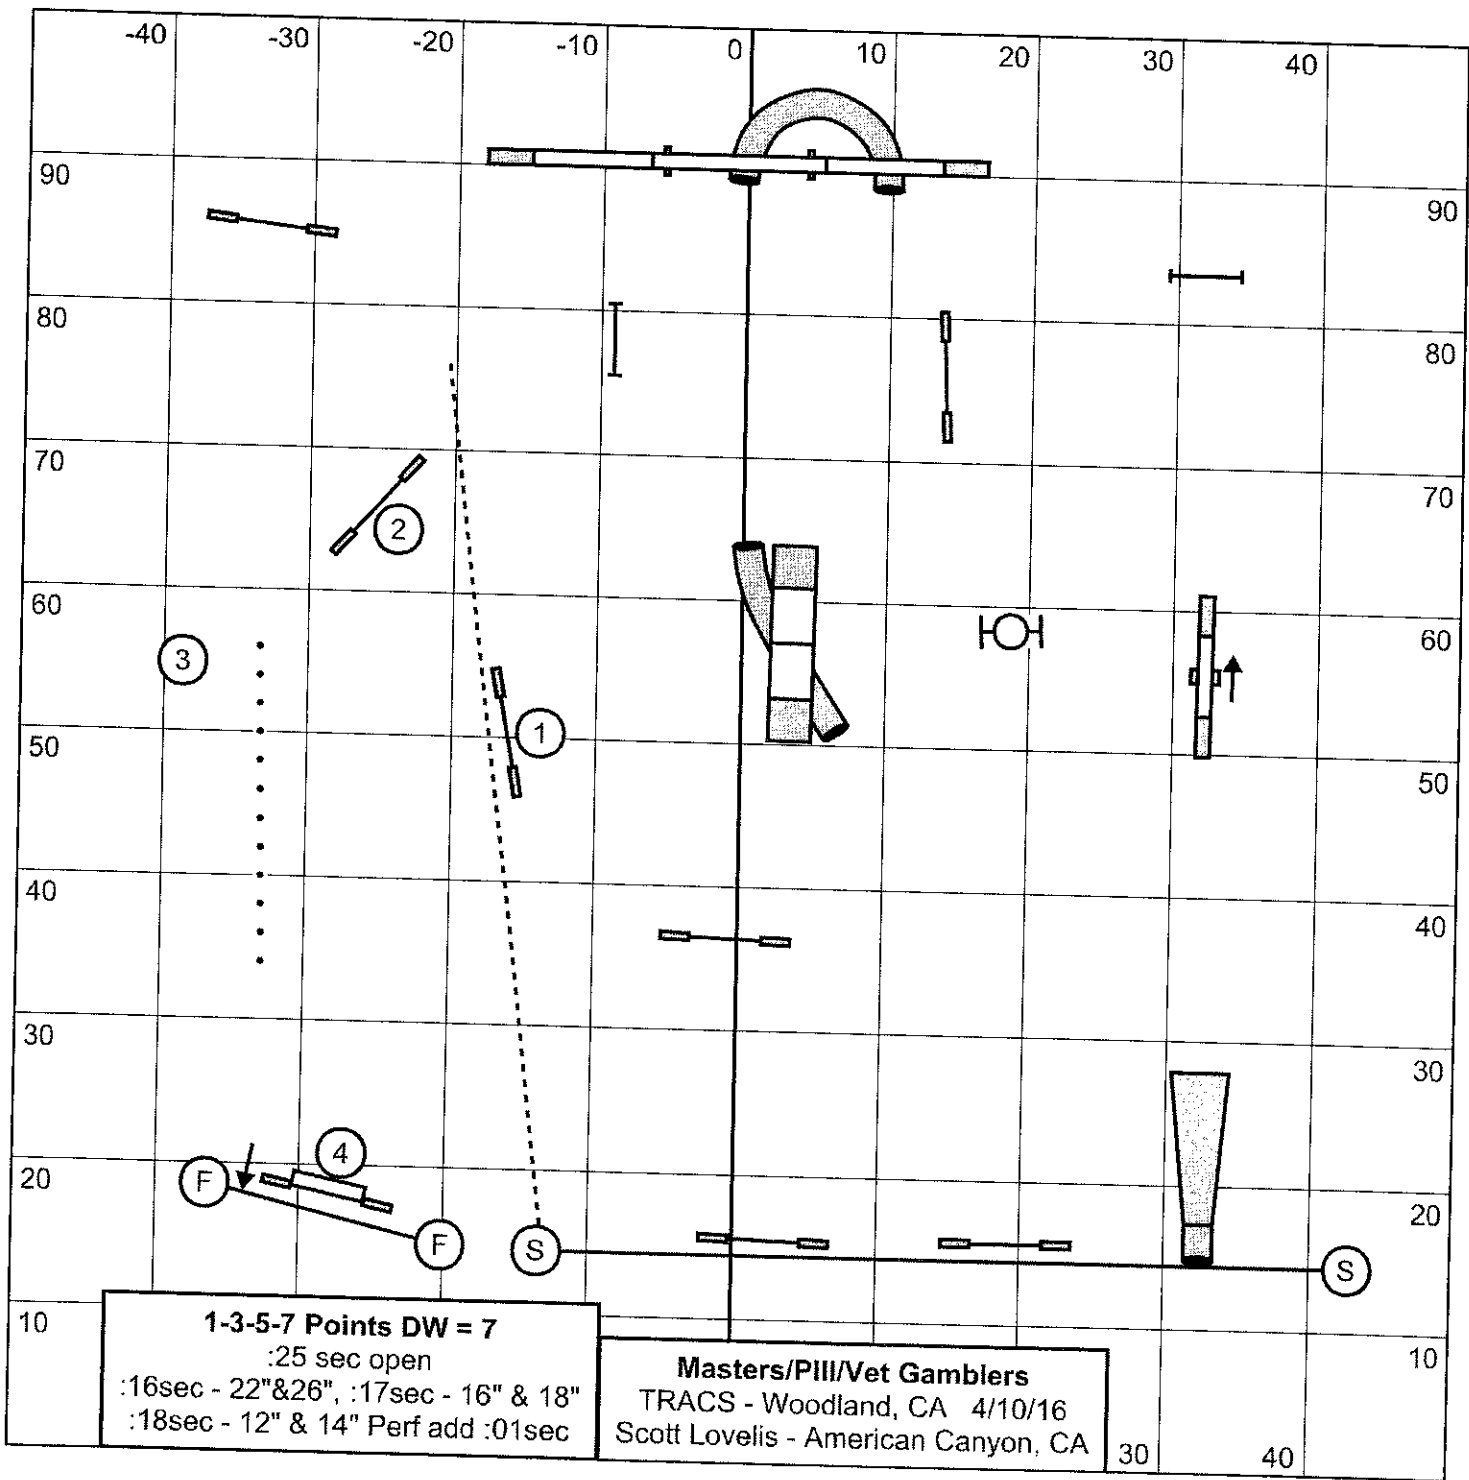 -40 -30 -20 -10 0 10 20 30 40
90 90
80 80
70 70
2
60 60
3
1
50 50
40 40
30 30
4
20 20
F
F S S
10 10
1-3-5-7 Points DW = 7
:25 sec open
:16sec - 22"&26", :17sec - 16" & 18"
:18sec - 12" & 14" Perf add :01sec
Masters/PIII/Vet Gamblers
TRACS - Woodland, CA 4/10/16
Scott Lovelis - American Canyon, CA
30 40